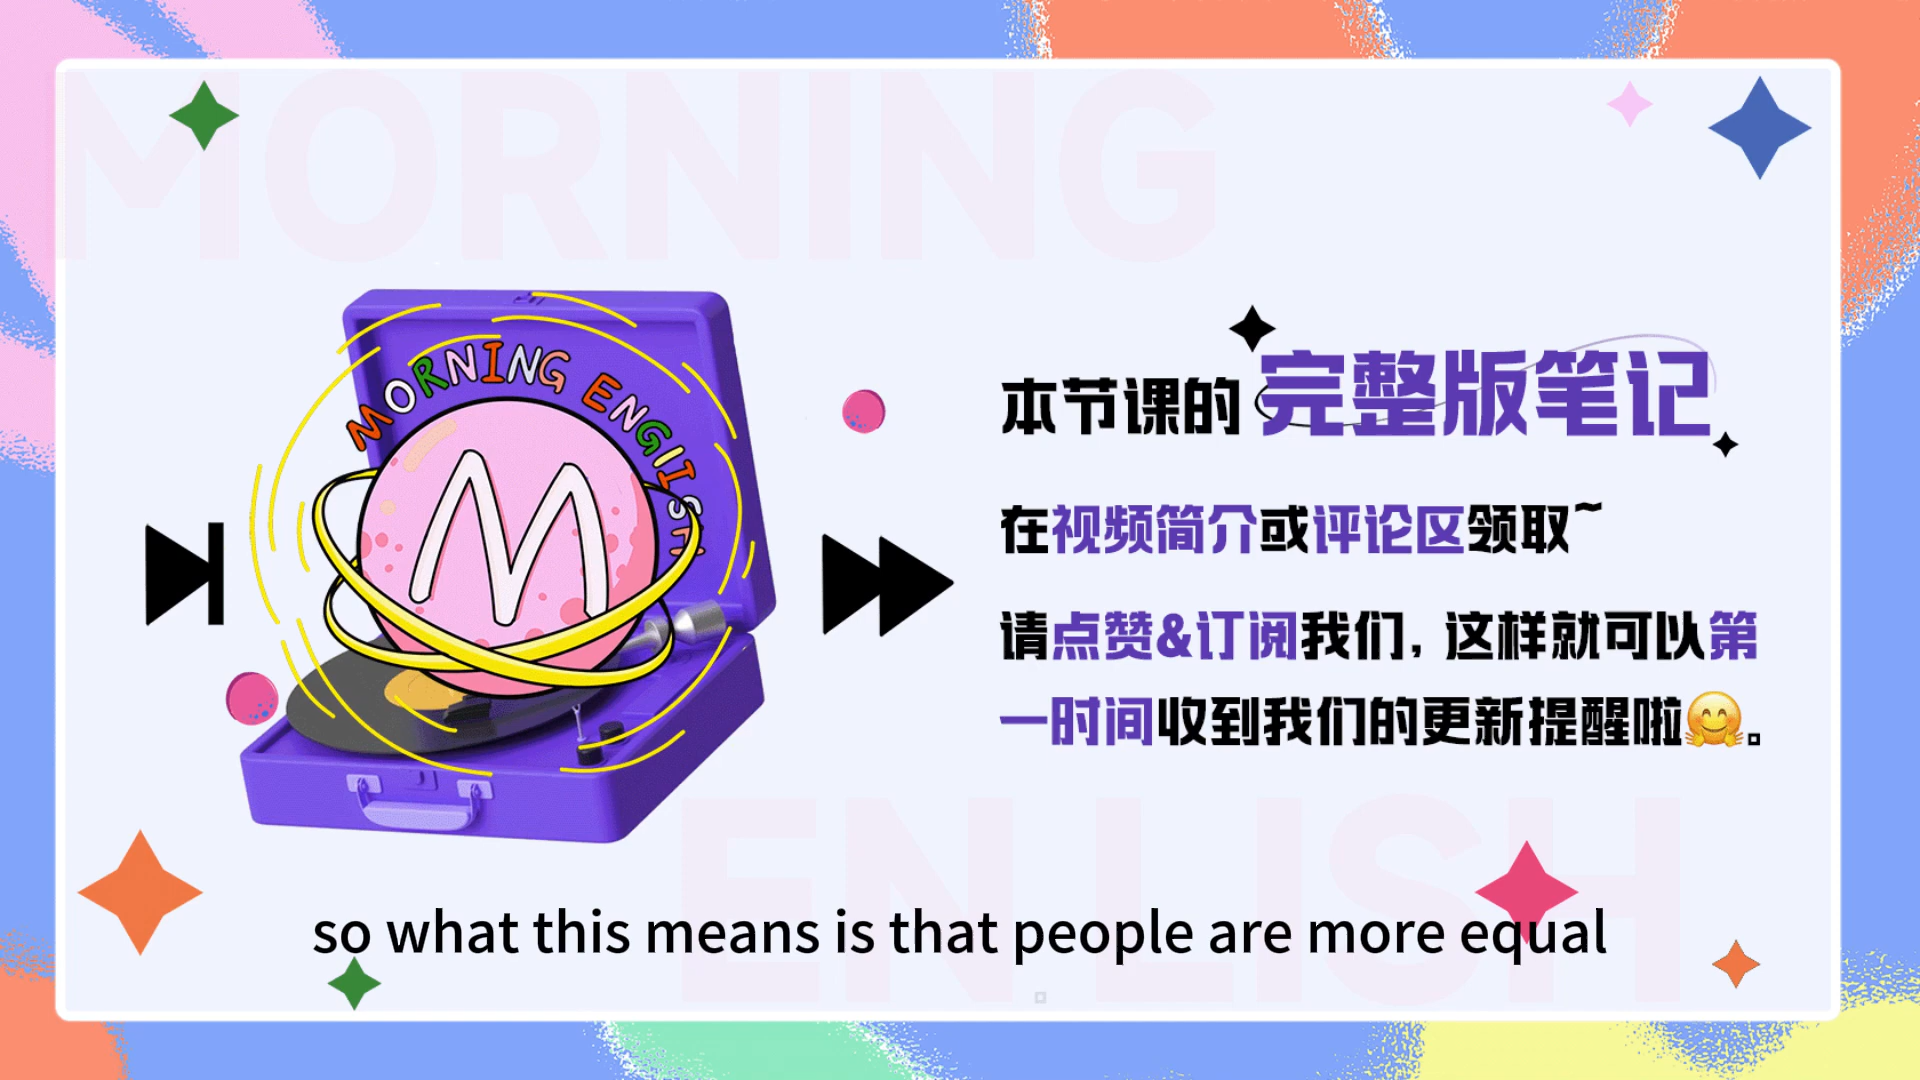 MORNING
MORNING ENGLISH
M
本节课的完整版笔记
在视频简介或评论区领取~
请点赞&订阅我们，这样就可以第
一时间收到我们的更新提醒啦🤗。
EN LISH
so what this means is that people are more equal